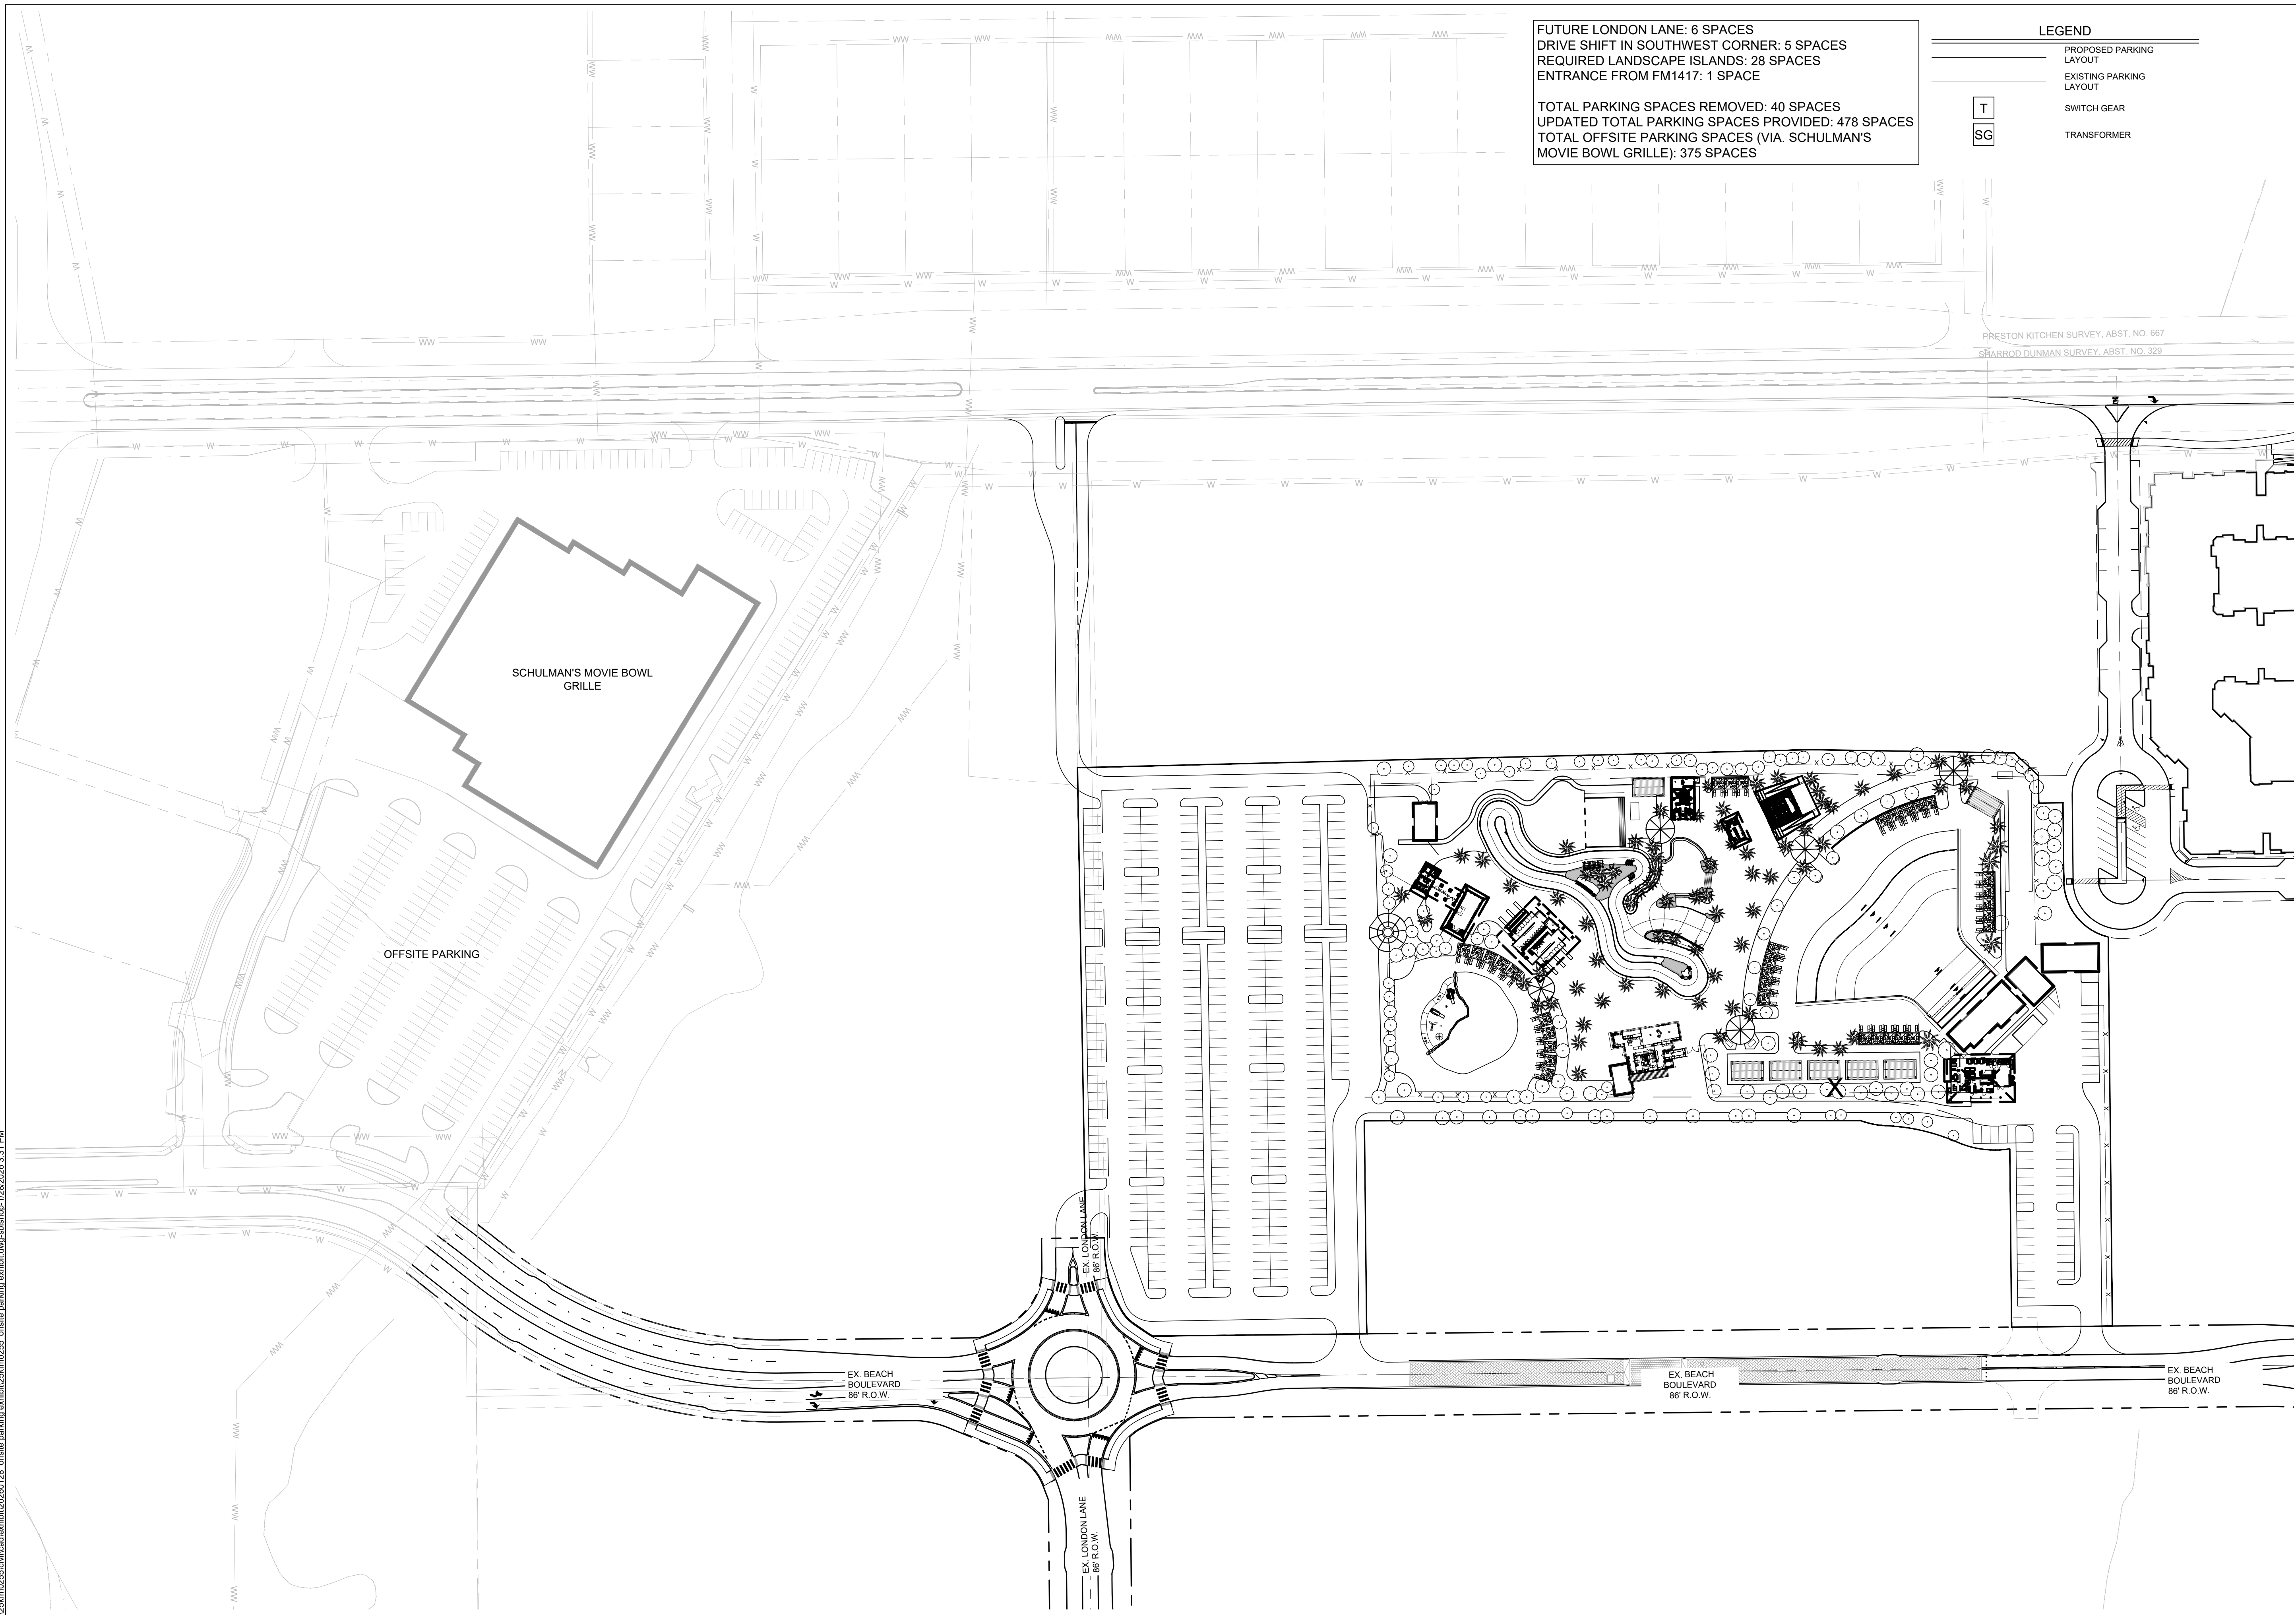 FUTURE LONDON LANE: 6 SPACES
DRIVE SHIFT IN SOUTHWEST CORNER: 5 SPACES
REQUIRED LANDSCAPE ISLANDS: 28 SPACES
ENTRANCE FROM FM1417: 1 SPACE
TOTAL PARKING SPACES REMOVED: 40 SPACES
UPDATED TOTAL PARKING SPACES PROVIDED: 478 SPACES
TOTAL OFFSITE PARKING SPACES (VIA. SCHULMAN'S
MOVIE BOWL GRILLE): 375 SPACES
LEGEND
PROPOSED PARKING
LAYOUT
EXISTING PARKING
LAYOUT
T
SWITCH GEAR
SG
TRANSFORMER
PRESTON KITCHEN SURVEY, ABST. NO. 667
SHARROD DUNMAN SURVEY, ABST. NO. 329
SCHULMAN'S MOVIE BOWL
GRILLE
OFFSITE PARKING
EX. LONDON LANE
86' R.O.W.
EX. BEACH
BOULEVARD
86' R.O.W.
EX. BEACH
BOULEVARD
86' R.O.W.
EX. BEACH
BOULEVARD
86' R.O.W.
EX. LONDON LANE
86' R.O.W.